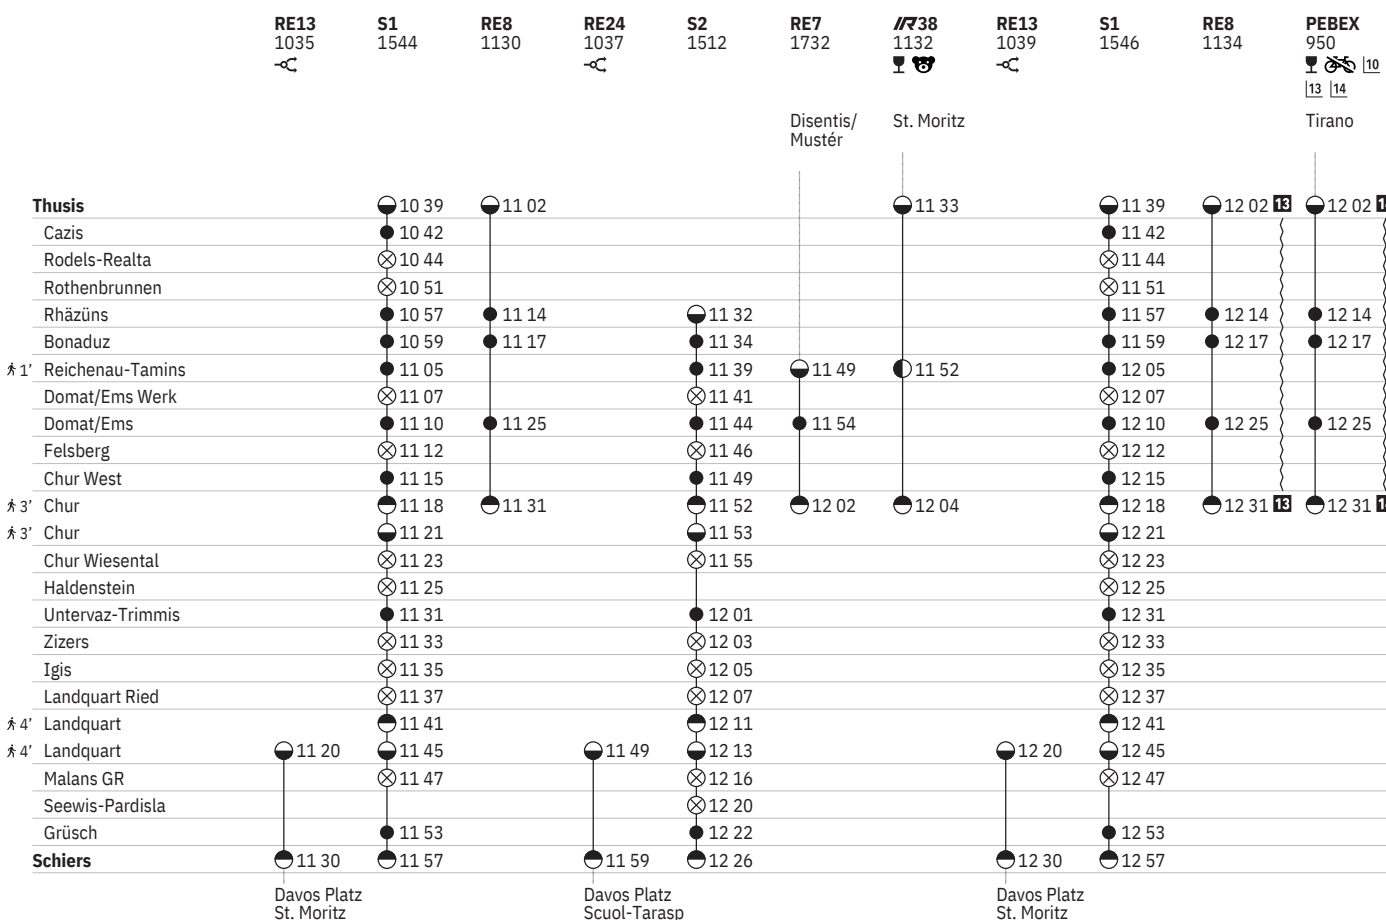 RE13 S1 RE8 RE24 S2 RE7 38 RE13 S1 RE8 PEBEX
1035 1544 1130 1037 1512 1732 1132 1039 1546 1134 950
10
13 14
Disentis/ St. Moritz Tirano
Mustér
Thusis 10 39 11 02 11 33 11 39 12 02 13 12 02
Cazis 10 42 11 42
Rodels-Realta 10 44 11 44
Rothenbrunnen 10 51 11 51
Rhäzüns 10 57 11 14 11 32 11 57 12 14 12 14
Bonaduz 10 59 11 17 11 34 11 59 12 17 12 17
1' Reichenau-Tamins 11 05 11 39 11 49 11 52 12 05
Domat/Ems Werk 11 07 11 41 12 07
Domat/Ems 11 10 11 25 11 44 11 54 12 10 12 25 12 25
Felsberg 11 12 11 46 12 12
Chur West 11 15 11 49 12 15
3' Chur 11 18 11 31 11 52 12 02 12 04 12 18 12 31 13 12 31
3' Chur 11 21 11 53 12 21
Chur Wiesental 11 23 11 55 12 23
Haldenstein 11 25 12 25
Untervaz-Trimmis 11 31 12 01 12 31
Zizers 11 33 12 03 12 33
Igis 11 35 12 05 12 35
Landquart Ried 11 37 12 07 12 37
4' Landquart 11 41 12 11 12 41
4' Landquart 11 20 11 45 11 49 12 13 12 20 12 45
Malans GR 11 47 12 16 12 47
Seewis-Pardisla 12 20
Grüsch 11 53 12 22 12 53
Schiers 11 30 11 57 11 59 12 26 12 30 12 57
Davos Platz Davos Platz Davos Platz
St. Moritz Scuol-Tarasp St. Moritz